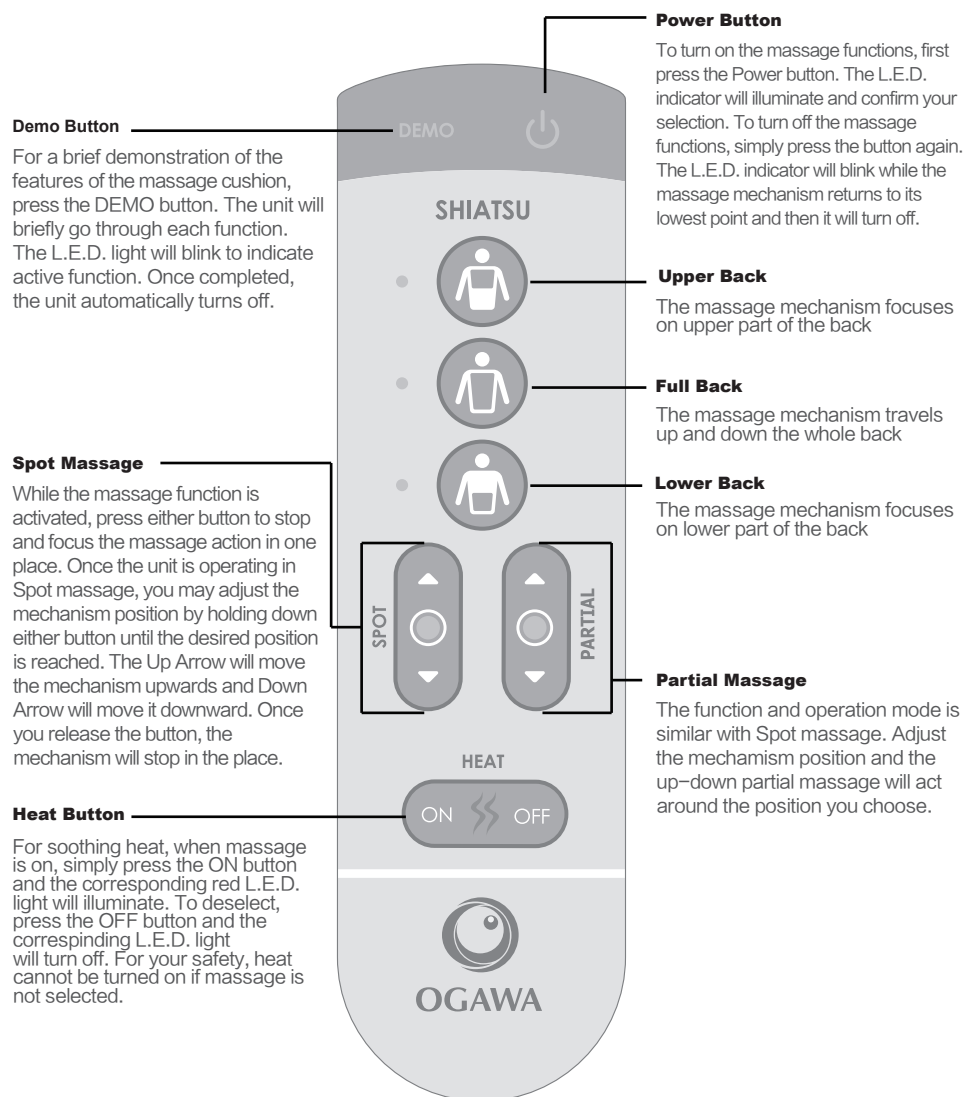 Power Button
To turn on the massage functions, first
press the Power button. The L.E.D.
indicator will illuminate and confirm your
selection. To turn off the massage
functions, simply press the button again.
The L.E.D. indicator will blink while the
massage mechanism returns to its
lowest point and then it will turn off.
Demo Button
For a brief demonstration of the
features of the massage cushion,
press the DEMO button. The unit will
briefly go through each function.
The L.E.D. light will blink to indicate
active function. Once completed,
the unit automatically turns off.
DEMO
SHIATSU
Upper Back
The massage mechanism focuses
on upper part of the back
Full Back
The massage mechanism travels
up and down the whole back
Lower Back
The massage mechanism focuses
on lower part of the back
Spot Massage
While the massage function is
activated, press either button to stop
and focus the massage action in one
place. Once the unit is operating in
Spot massage, you may adjust the
mechanism position by holding down
either button until the desired position
is reached. The Up Arrow will move
the mechanism upwards and Down
Arrow will move it downward. Once
you release the button, the
mechanism will stop in the place.
SPOT
PARTIAL
Partial Massage
The function and operation mode is
similar with Spot massage. Adjust
the mechamism position and the
up-down partial massage will act
around the position you choose.
HEAT
ON OFF
Heat Button
For soothing heat, when massage
is on, simply press the ON button
and the corresponding red L.E.D.
light will illuminate. To deselect,
press the OFF button and the
correspinding L.E.D. light
will turn off. For your safety, heat
cannot be turned on if massage is
not selected.
OGAWA